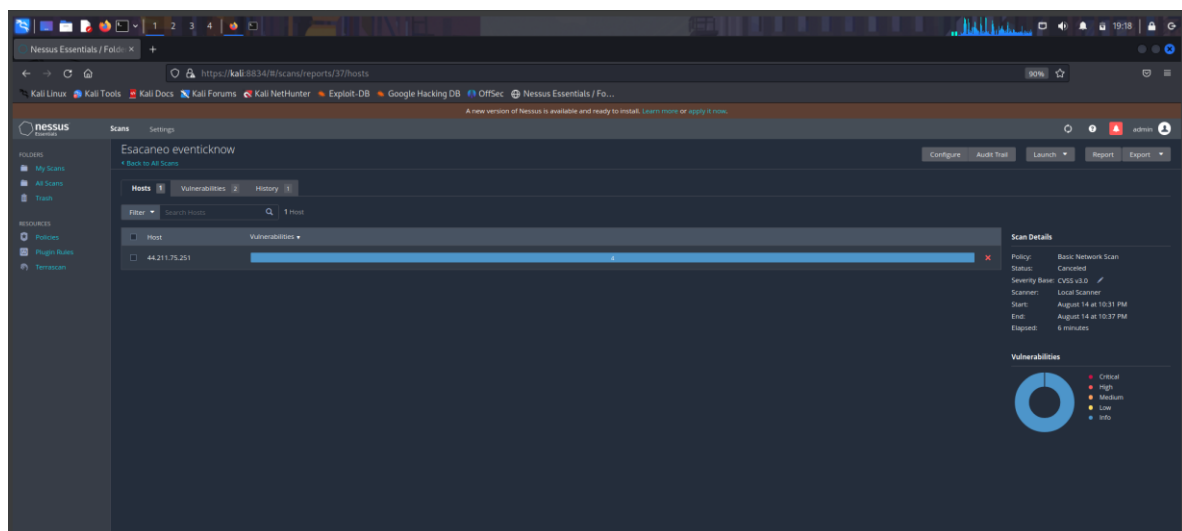 1 2 3 4
19:18
Nessus Essentials / Folde ×
https://kali:8834/#/scans/reports/37/hosts
90%
Kali Linux Kali Tools Kali Docs Kali Forums Kali NetHunter Exploit-DB Google Hacking DB OffSec Nessus Essentials / Fo...
A new version of Nessus is available and ready to install. Learn more or apply it now.
nessus Scans Settings admin
Essentials
FOLDERS
My Scans
All Scans
Trash
RESOURCES
Policies
Plugin Rules
Terrascan
Esacaneo eventicknow
< Back to All Scans
Configure Audit Trail Launch Report Export
Hosts 1 Vulnerabilities 2 History 1
Filter Search Hosts 1 Host
Host Vulnerabilities
44.211.75.251 4
Scan Details
Policy: Basic Network Scan
Status: Canceled
Severity Base: CVSS v3.0
Scanner: Local Scanner
Start: August 14 at 10:31 PM
End: August 14 at 10:37 PM
Elapsed: 6 minutes
Vulnerabilities
Critical
High
Medium
Low
Info